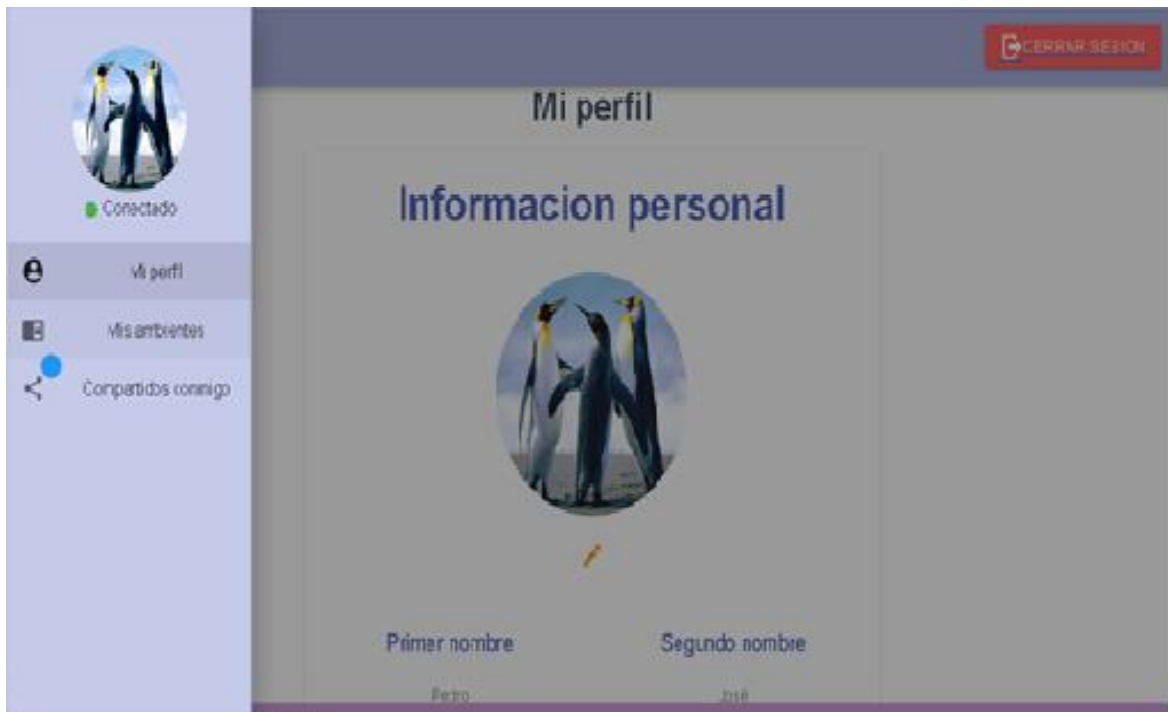 CERRAR SESION
Mi perfil
Informacion personal
Conectado
Mi perfil
Mis ambientes
Compartidos conmigo
Primer nombre
Segundo nombre
Pedro
José